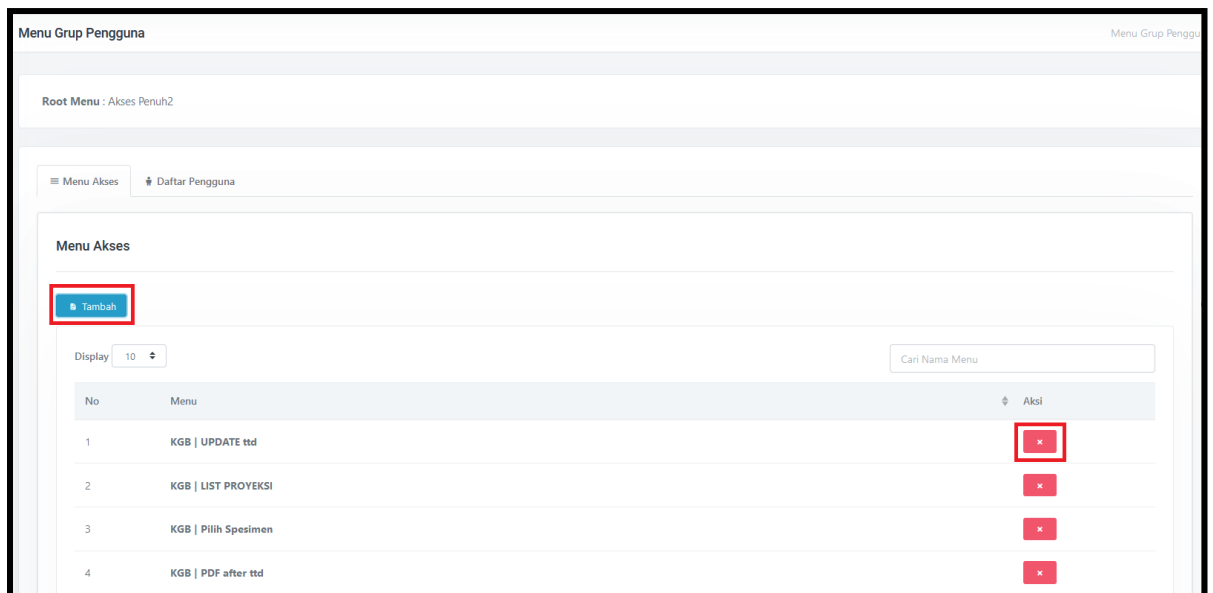 Menu Grup Pengguna
Menu Grup Penggu
Root Menu : Akses Penuh2
Menu Akses
Daftar Pengguna
Menu Akses
Tambah
Display 10
Cari Nama Menu
No Menu Aksi
1 KGB | UPDATE ttd
2 KGB | LIST PROYEKSI
3 KGB | Pilih Spesimen
4 KGB | PDF after ttd